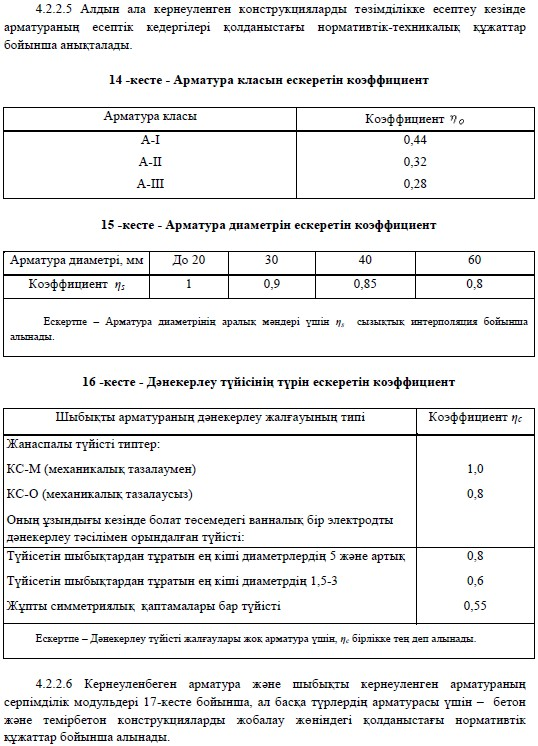 4.2.2.5 Алдын ала кернеуленген конструкцияларды төзімділікке есептеу кезінде
арматураның есептік кедергілері қолданыстағы нормативтік-техникалық құжаттар
бойынша анықталады.
14 -кесте - Арматура класын ескеретін коэффициент
Арматура класы Коэффициент η₀
А-I 0,44
А-II 0,32
А-III 0,28
15 -кесте - Арматура диаметрін ескеретін коэффициент
Арматура диаметрі, мм До 20 30 40 60
Коэффициент ηs 1 0,9 0,85 0,8
Ескертпе – Арматура диаметрінің аралық мәндері үшін ηs сызықтық интерполяция бойынша
алынады.
16 -кесте - Дәнекерлеу түйісінің түрін ескеретін коэффициент
Шыбықты арматураның дәнекерлеу жалғауының типі Коэффициент ηc
Жанаспалы түйісті типтер:
КС-М (механикалық тазалаумен) 1,0
КС-О (механикалық тазалаусыз) 0,8
Оның ұзындығы кезінде болат төсемедегі ванналық бір электродты
дәнекерлеу тәсілімен орындалған түйісті:
Түйісетін шыбықтардан тұратын ең кіші диаметрлердің 5 және артық 0,8
Түйісетін шыбықтардан тұратын ең кіші диаметрдің 1,5-3 0,6
Жұпты симметриялық қаптамалары бар түйісті 0,55
Ескертпе – Дәнекерлеу түйісті жалғаулары жоқ арматура үшін, ηc бірлікке тең деп алынады.
4.2.2.6 Кернеуленбеген арматура және шыбықты кернеуленген арматураның
серпімділік модульдері 17-кесте бойынша, ал басқа түрлердің арматурасы үшін – бетон
және темірбетон конструкцияларды жобалау жөніндегі қолданыстағы нормативтік
құжаттар бойынша алынады.